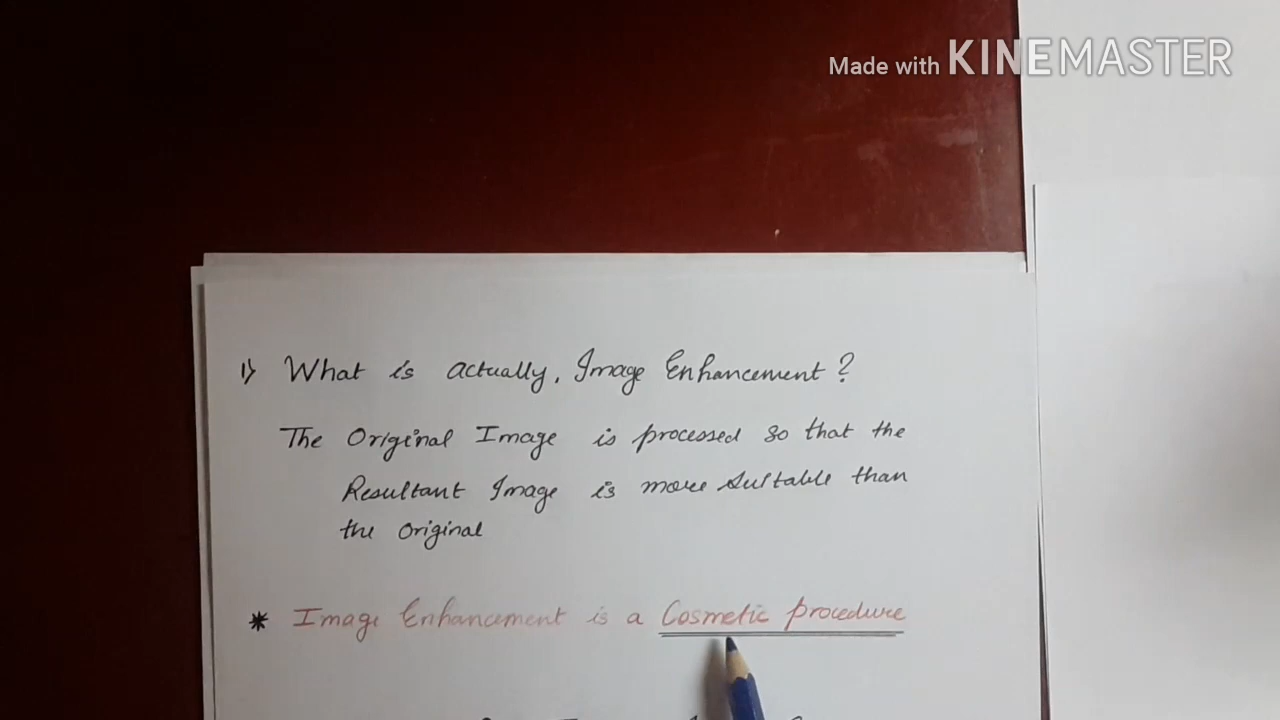 Made with KINEMASTER
1) What is actually, Image Enhancement?
The Original Image is processed so that the
Resultant Image is more suitable than
the original
* Image Enhancement is a Cosmetic procedure